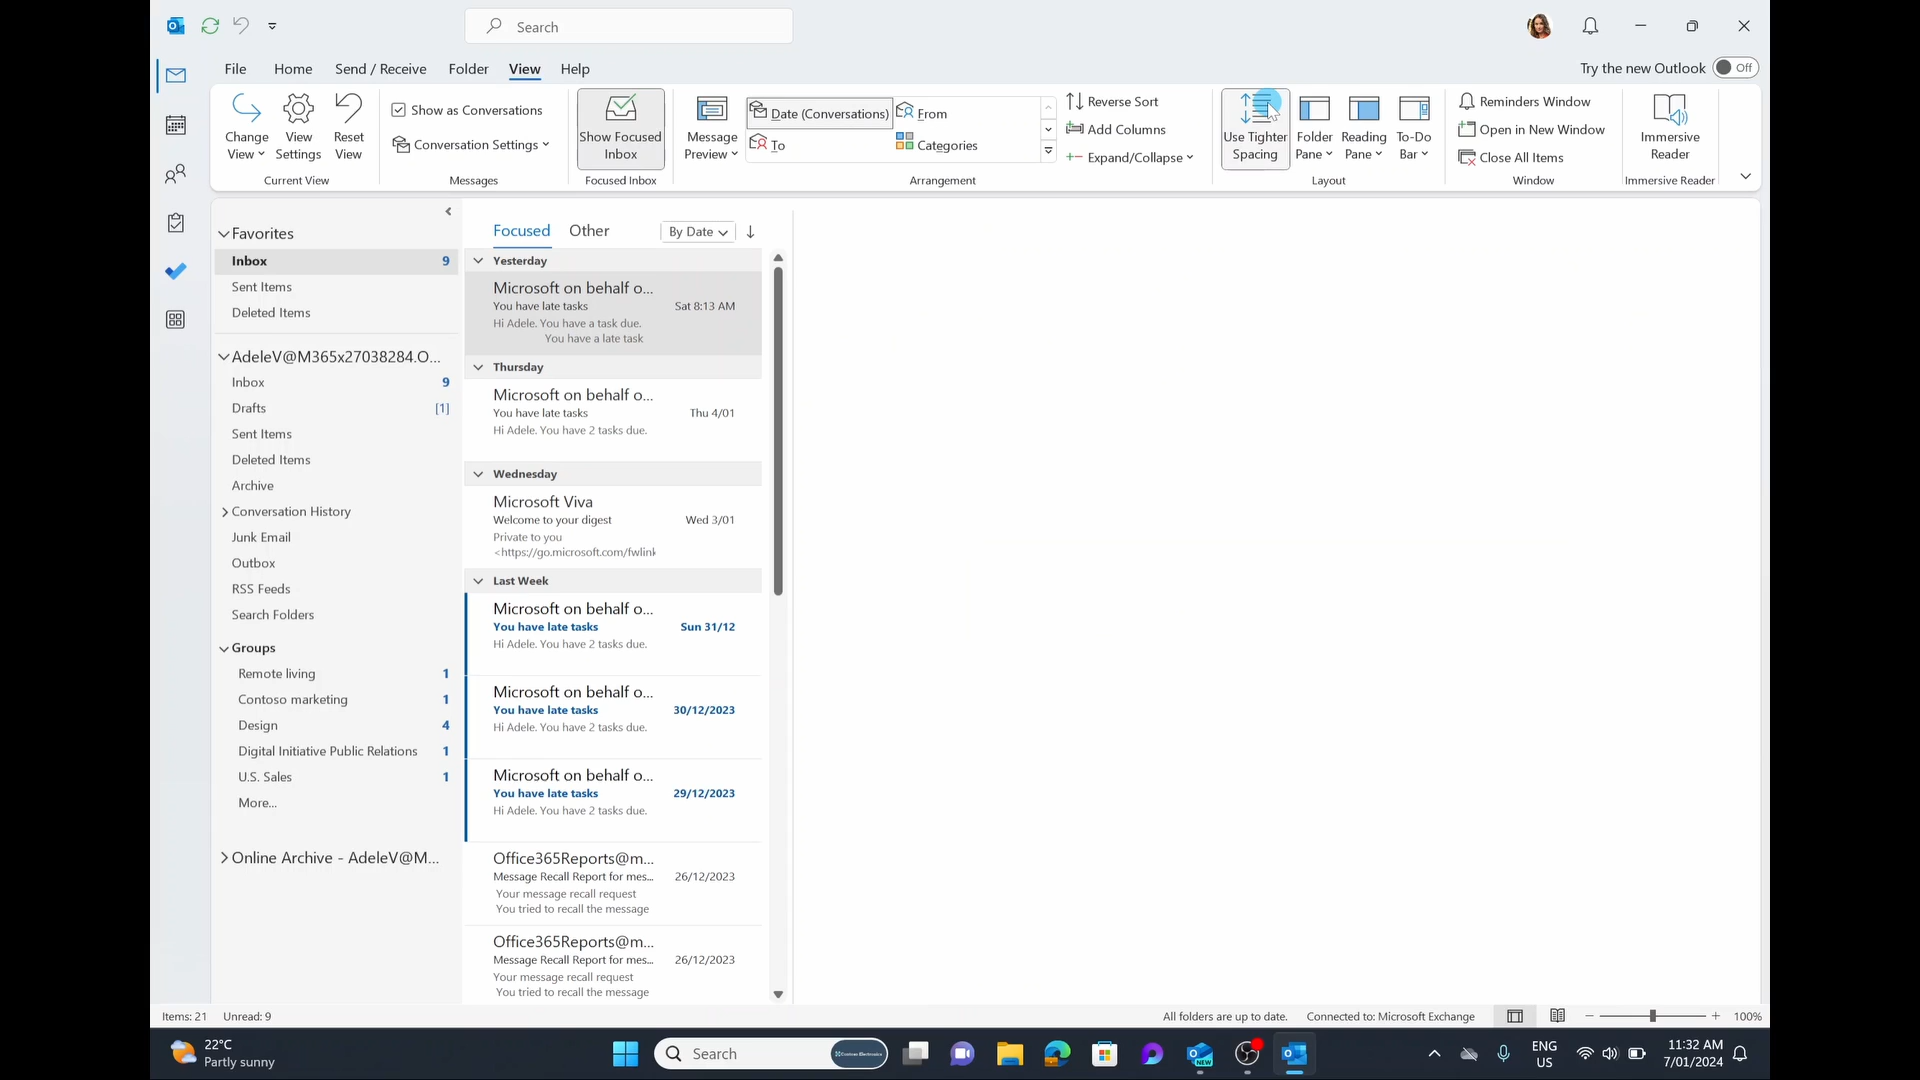 Search
File Home Send / Receive Folder View Help
Try the new Outlook Off
Change View
View Settings
Reset View
Current View
Show as Conversations
Conversation Settings
Messages
Show Focused Inbox
Focused Inbox
Message Preview
Date (Conversations)
From
To
Categories
Reverse Sort
Add Columns
Expand/Collapse
Arrangement
Use Tighter Spacing
Folder Pane
Reading Pane
To-Do Bar
Layout
Reminders Window
Open in New Window
Close All Items
Window
Immersive Reader
Immersive Reader
Favorites
Inbox 9
Sent Items
Deleted Items
AdeleV@M365x27038284.O...
Inbox 9
Drafts [1]
Sent Items
Deleted Items
Archive
Conversation History
Junk Email
Outbox
RSS Feeds
Search Folders
Groups
Remote living 1
Contoso marketing 1
Design 4
Digital Initiative Public Relations 1
U.S. Sales 1
More...
Online Archive - AdeleV@M...
Focused Other By Date
Yesterday
Microsoft on behalf o...
You have late tasks Sat 8:13 AM
Hi Adele. You have a task due.
You have a late task
Thursday
Microsoft on behalf o...
You have late tasks Thu 4/01
Hi Adele. You have 2 tasks due.
Wednesday
Microsoft Viva
Welcome to your digest Wed 3/01
Private to you
<https://go.microsoft.com/fwlink
Last Week
Microsoft on behalf o...
You have late tasks Sun 31/12
Hi Adele. You have 2 tasks due.
Microsoft on behalf o...
You have late tasks 30/12/2023
Hi Adele. You have 2 tasks due.
Microsoft on behalf o...
You have late tasks 29/12/2023
Hi Adele. You have 2 tasks due.
Office365Reports@m...
Message Recall Report for mes... 26/12/2023
Your message recall request
You tried to recall the message
Office365Reports@m...
Message Recall Report for mes... 26/12/2023
Your message recall request
You tried to recall the message
Items: 21 Unread: 9
All folders are up to date. Connected to: Microsoft Exchange 100%
22°C
Partly sunny
Search
NEW
ENG
US
11:32 AM
7/01/2024